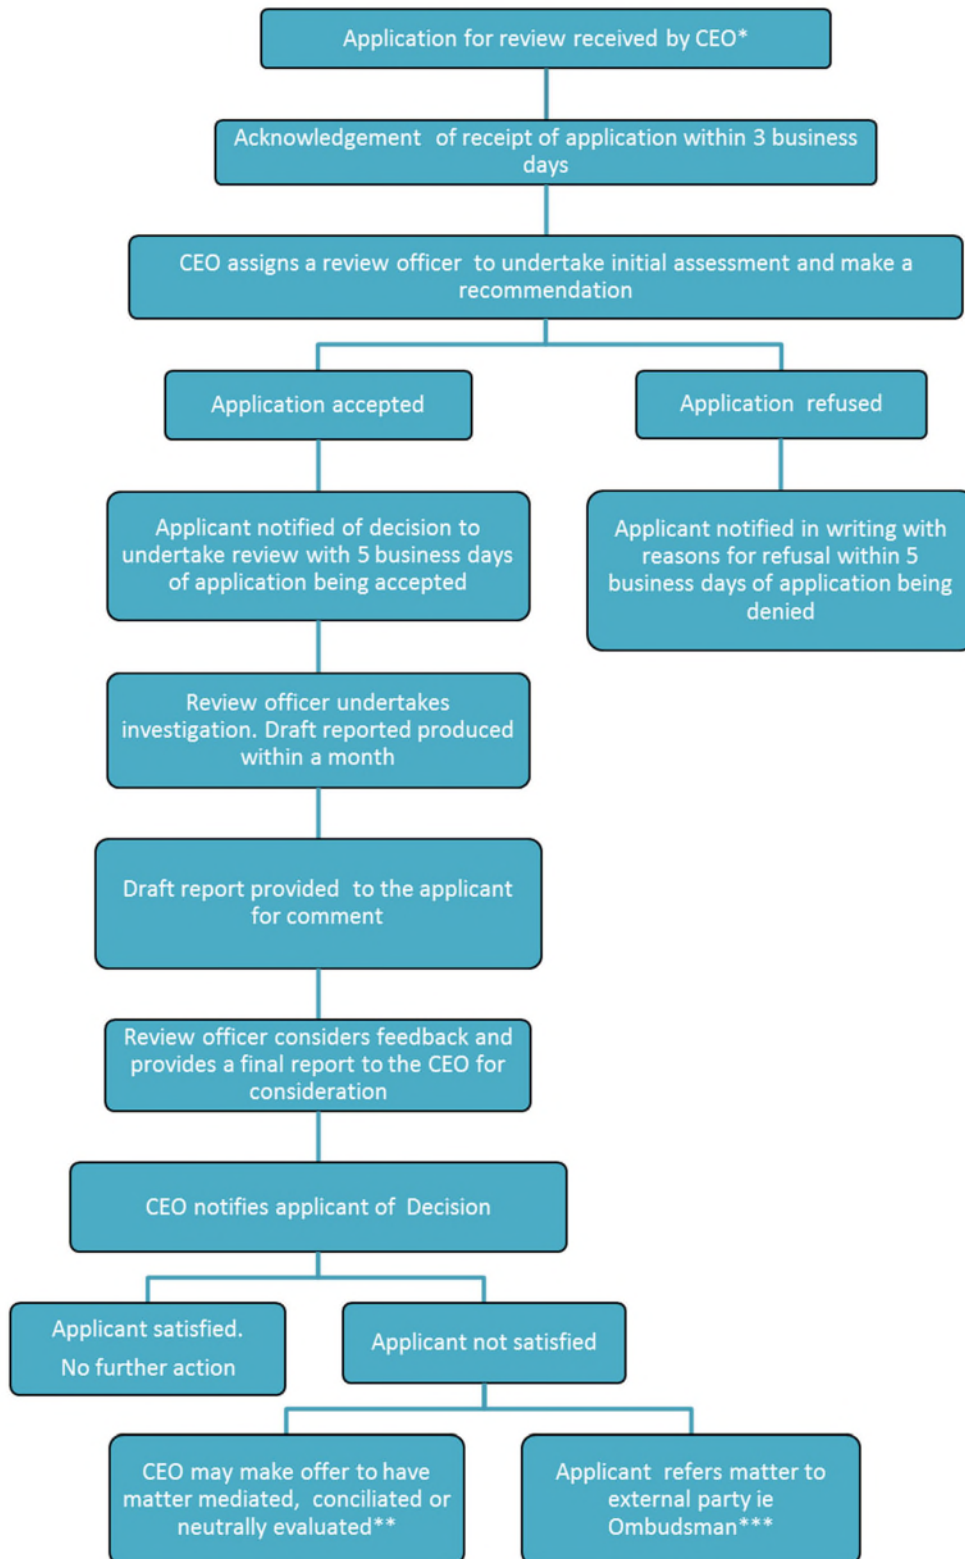 Application for review received by CEO*
Acknowledgement of receipt of application within 3 business
days
CEO assigns a review officer to undertake initial assessment and make a
recommendation
Application accepted
Application refused
Applicant notified of decision to
undertake review with 5 business days
of application being accepted
Applicant notified in writing with
reasons for refusal within 5
business days of application being
denied
Review officer undertakes
investigation. Draft reported produced
within a month
Draft report provided to the applicant
for comment
Review officer considers feedback and
provides a final report to the CEO for
consideration
CEO notifies applicant of Decision
Applicant satisfied.
No further action
Applicant not satisfied
CEO may make offer to have
matter mediated, conciliated or
neutrally evaluated**
Applicant refers matter to
external party ie
Ombudsman***